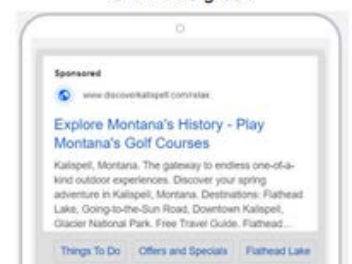 Sponsored
www.discoverkalispell.com/relax
Explore Montana's History - Play
Montana's Golf Courses
Kalispell, Montana. The gateway to endless one-of-a-
kind outdoor experiences. Discover your spring
adventure in Kalispell, Montana. Destinations: Flathead
Lake, Going-to-the-Sun Road, Downtown Kalispell,
Glacier National Park. Free Travel Guide. Flathead...
Things To Do Offers and Specials Flathead Lake